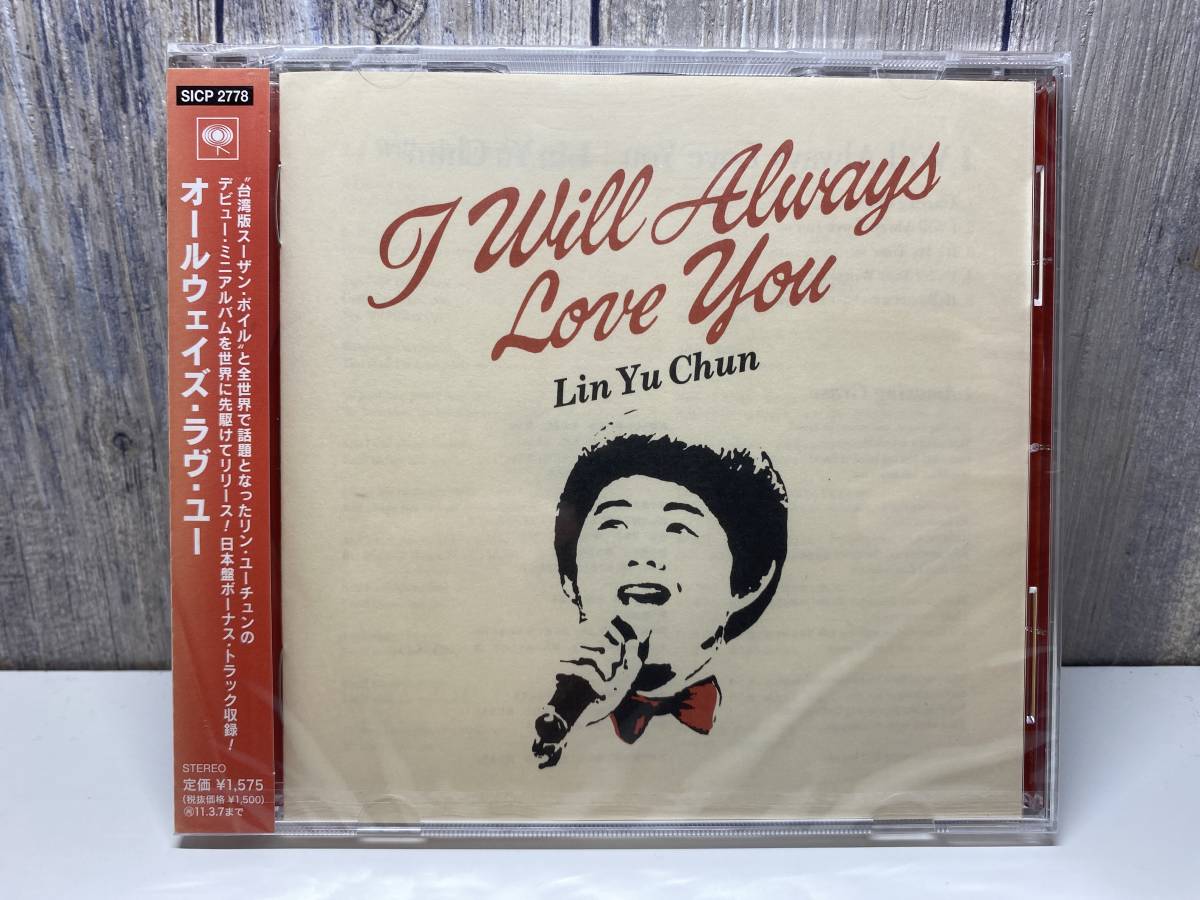 SICP 2778
"台湾版スーザン・ボイル"と全世界で話題となったリン・ユーチュンの
デビュー・ミニアルバムを世界に先駆けてリリース!日本盤ボーナス・トラック収録!
オールウェイズ・ラヴ・ユー
STEREO
定価 ¥1,575
(税抜価格 ¥1,500)
11.3.7まで
I Will Always
Love You
Lin Yu Chun